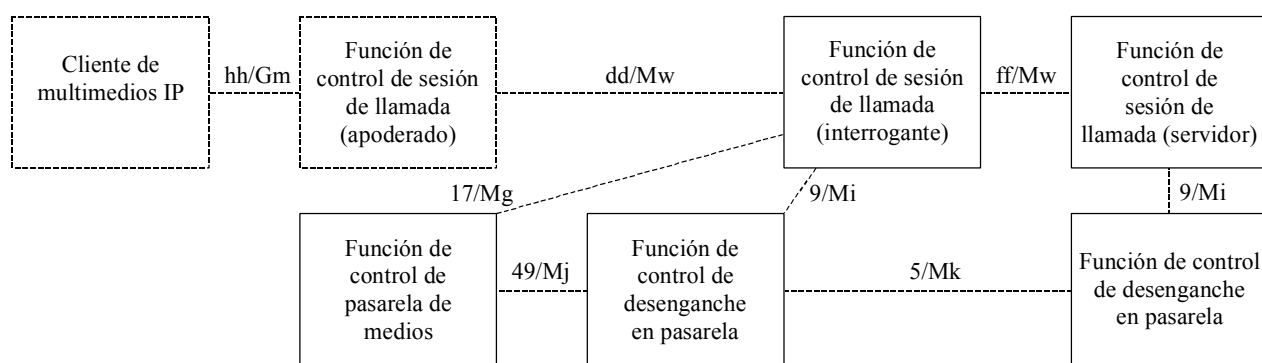 Cliente de
multimedios IP
hh/Gm
Función de
control de sesión
de llamada
(apoderado)
dd/Mw
Función de
control de sesión
de llamada
(interrogante)
ff/Mw
Función de
control de
sesión de
llamada (servidor)
17/Mg
9/Mi
9/Mi
Función de
control de
pasarela de
medios
49/Mj
Función de
control de
desenganche
en pasarela
5/Mk
Función de control
de desenganche
en pasarela